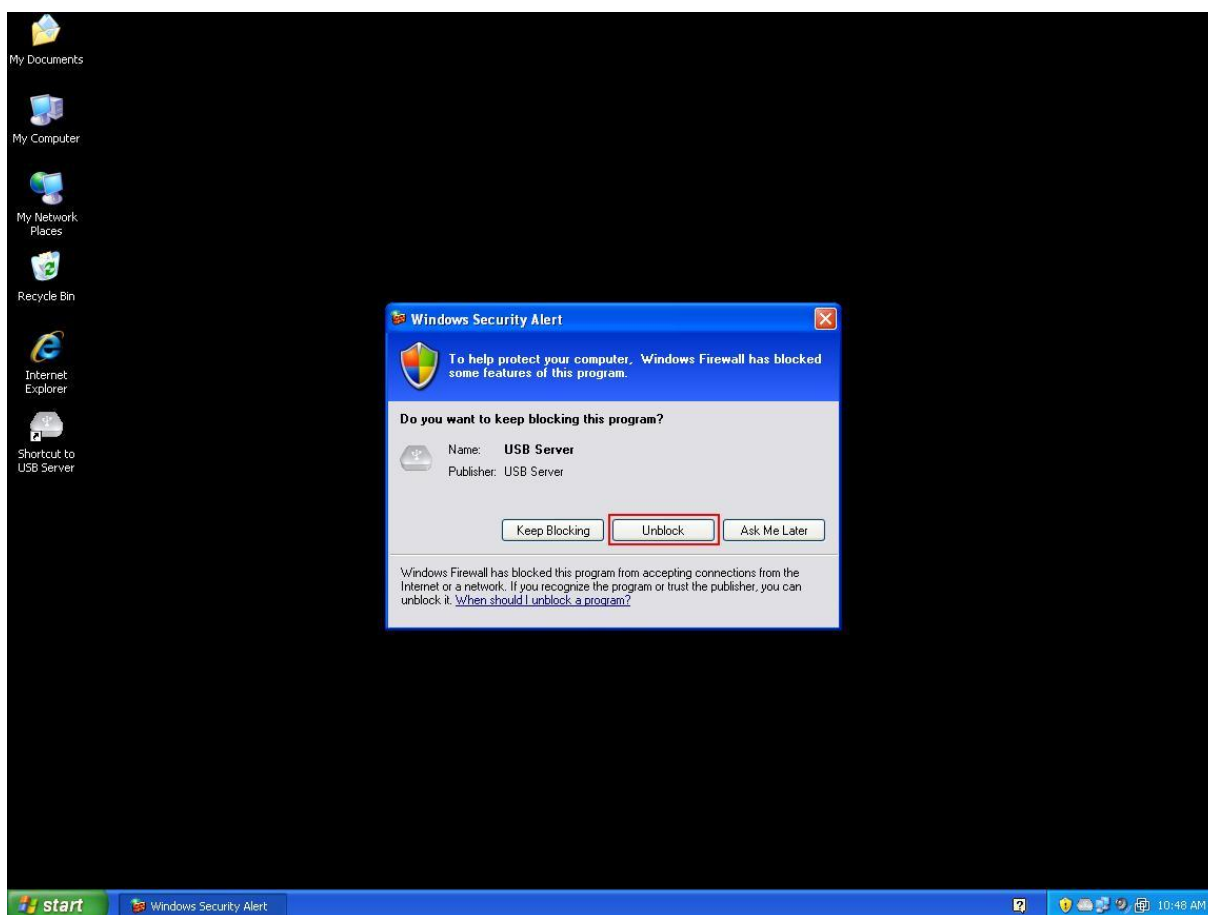 My Documents
My Computer
My Network
Places
Recycle Bin
Internet
Explorer
Shortcut to
USB Server
Windows Security Alert
To help protect your computer, Windows Firewall has blocked
some features of this program.
Do you want to keep blocking this program?
Name: USB Server
Publisher: USB Server
Keep Blocking Unblock Ask Me Later
Windows Firewall has blocked this program from accepting connections from the
Internet or a network. If you recognize the program or trust the publisher, you can
unblock it. When should I unblock a program?
start Windows Security Alert 10:48 AM